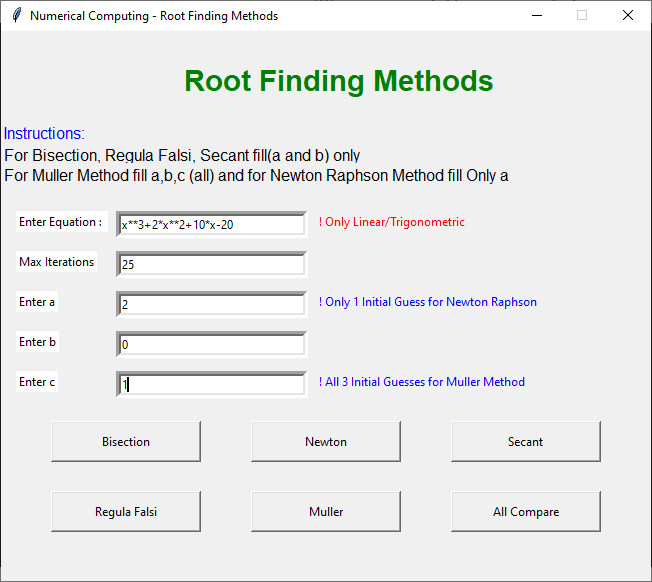 Numerical Computing - Root Finding Methods
Root Finding Methods
Instructions:
For Bisection, Regula Falsi, Secant fill(a and b) only
For Muller Method fill a,b,c (all) and for Newton Raphson Method fill Only a
Enter Equation : x**3+2*x**2+10*x-20 ! Only Linear/Trigonometric
Max Iterations 25
Enter a 2 ! Only 1 Initial Guess for Newton Raphson
Enter b 0
Enter c 1 ! All 3 Initial Guesses for Muller Method
Bisection Newton Secant
Regula Falsi Muller All Compare